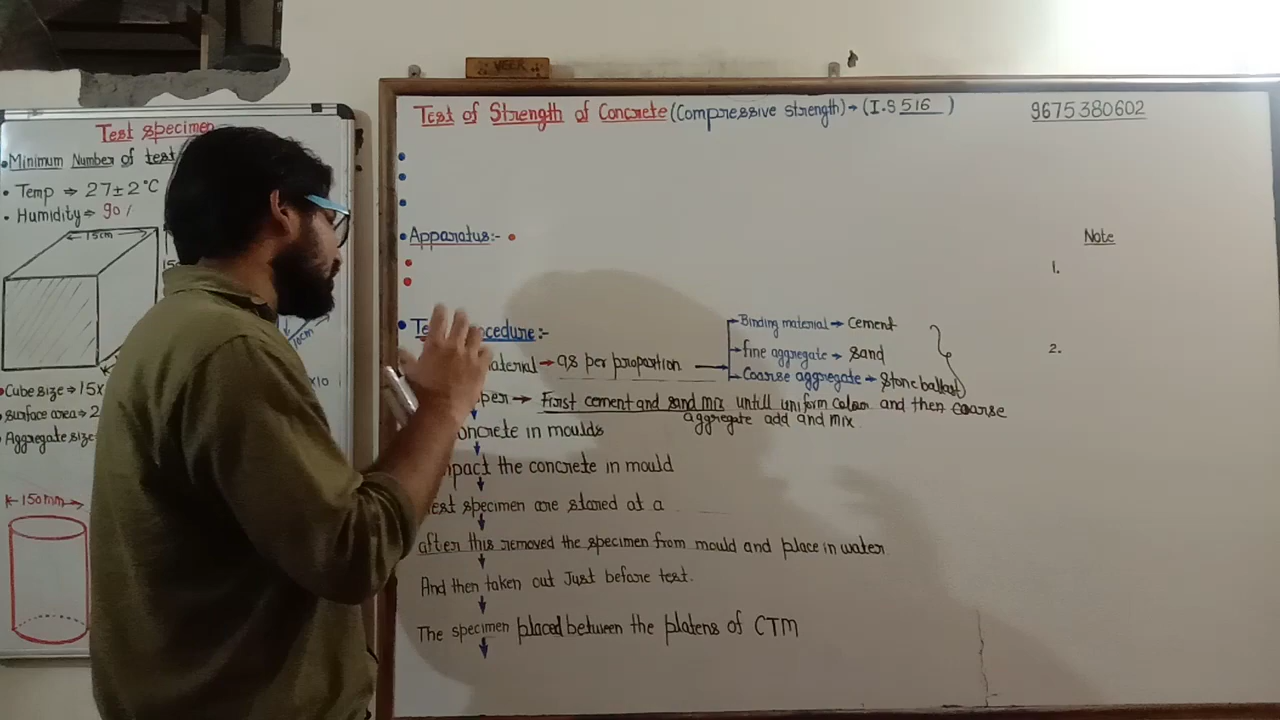 VEER
Test of Strength of Concrete (Compressive strength) → (I.S 516 )
9675380602
Test specimen
• Minimum Number of test
• Temp ⇒ 27±2°C
• Humidity ⇒ 90%
15cm
10cm
• Cube size ⇒ 15x
x10
• Surface area ⇒ 2
• Aggregate size
150mm
• Apparatus:-
Note
1.
2.
→ Binding material → cement
→ fine aggregate → sand
→ Coarse aggregate → Stone ballast
→ as per proportion
→ First cement and sand mix untill uniform colour and then coarse
aggregate add and mix
concrete in moulds
the concrete in mould
Test specimen are stored at a
after this removed the specimen from mould and place in water.
And then taken out Just before test.
The specimen placed between the platens of CTM